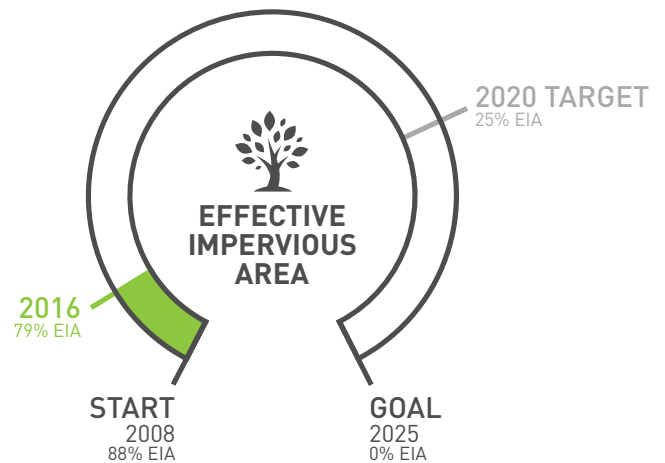 2020 TARGET
25% EIA
EFFECTIVE
IMPERVIOUS
AREA
2016
79% EIA
START
2008
88% EIA
GOAL
2025
0% EIA